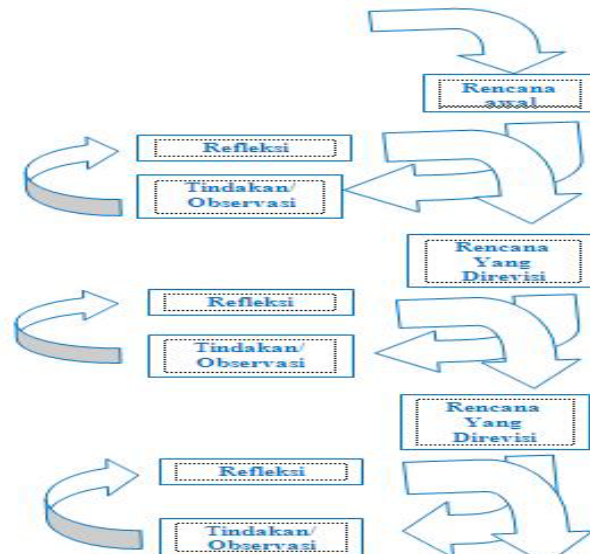 Rencana
awal
Refleksi
Tindakan/
Observasi
Rencana
Yang
Direvisi
Refleksi
Tindakan/
Observasi
Rencana
Yang
Direvisi
Refleksi
Tindakan/
Observasi